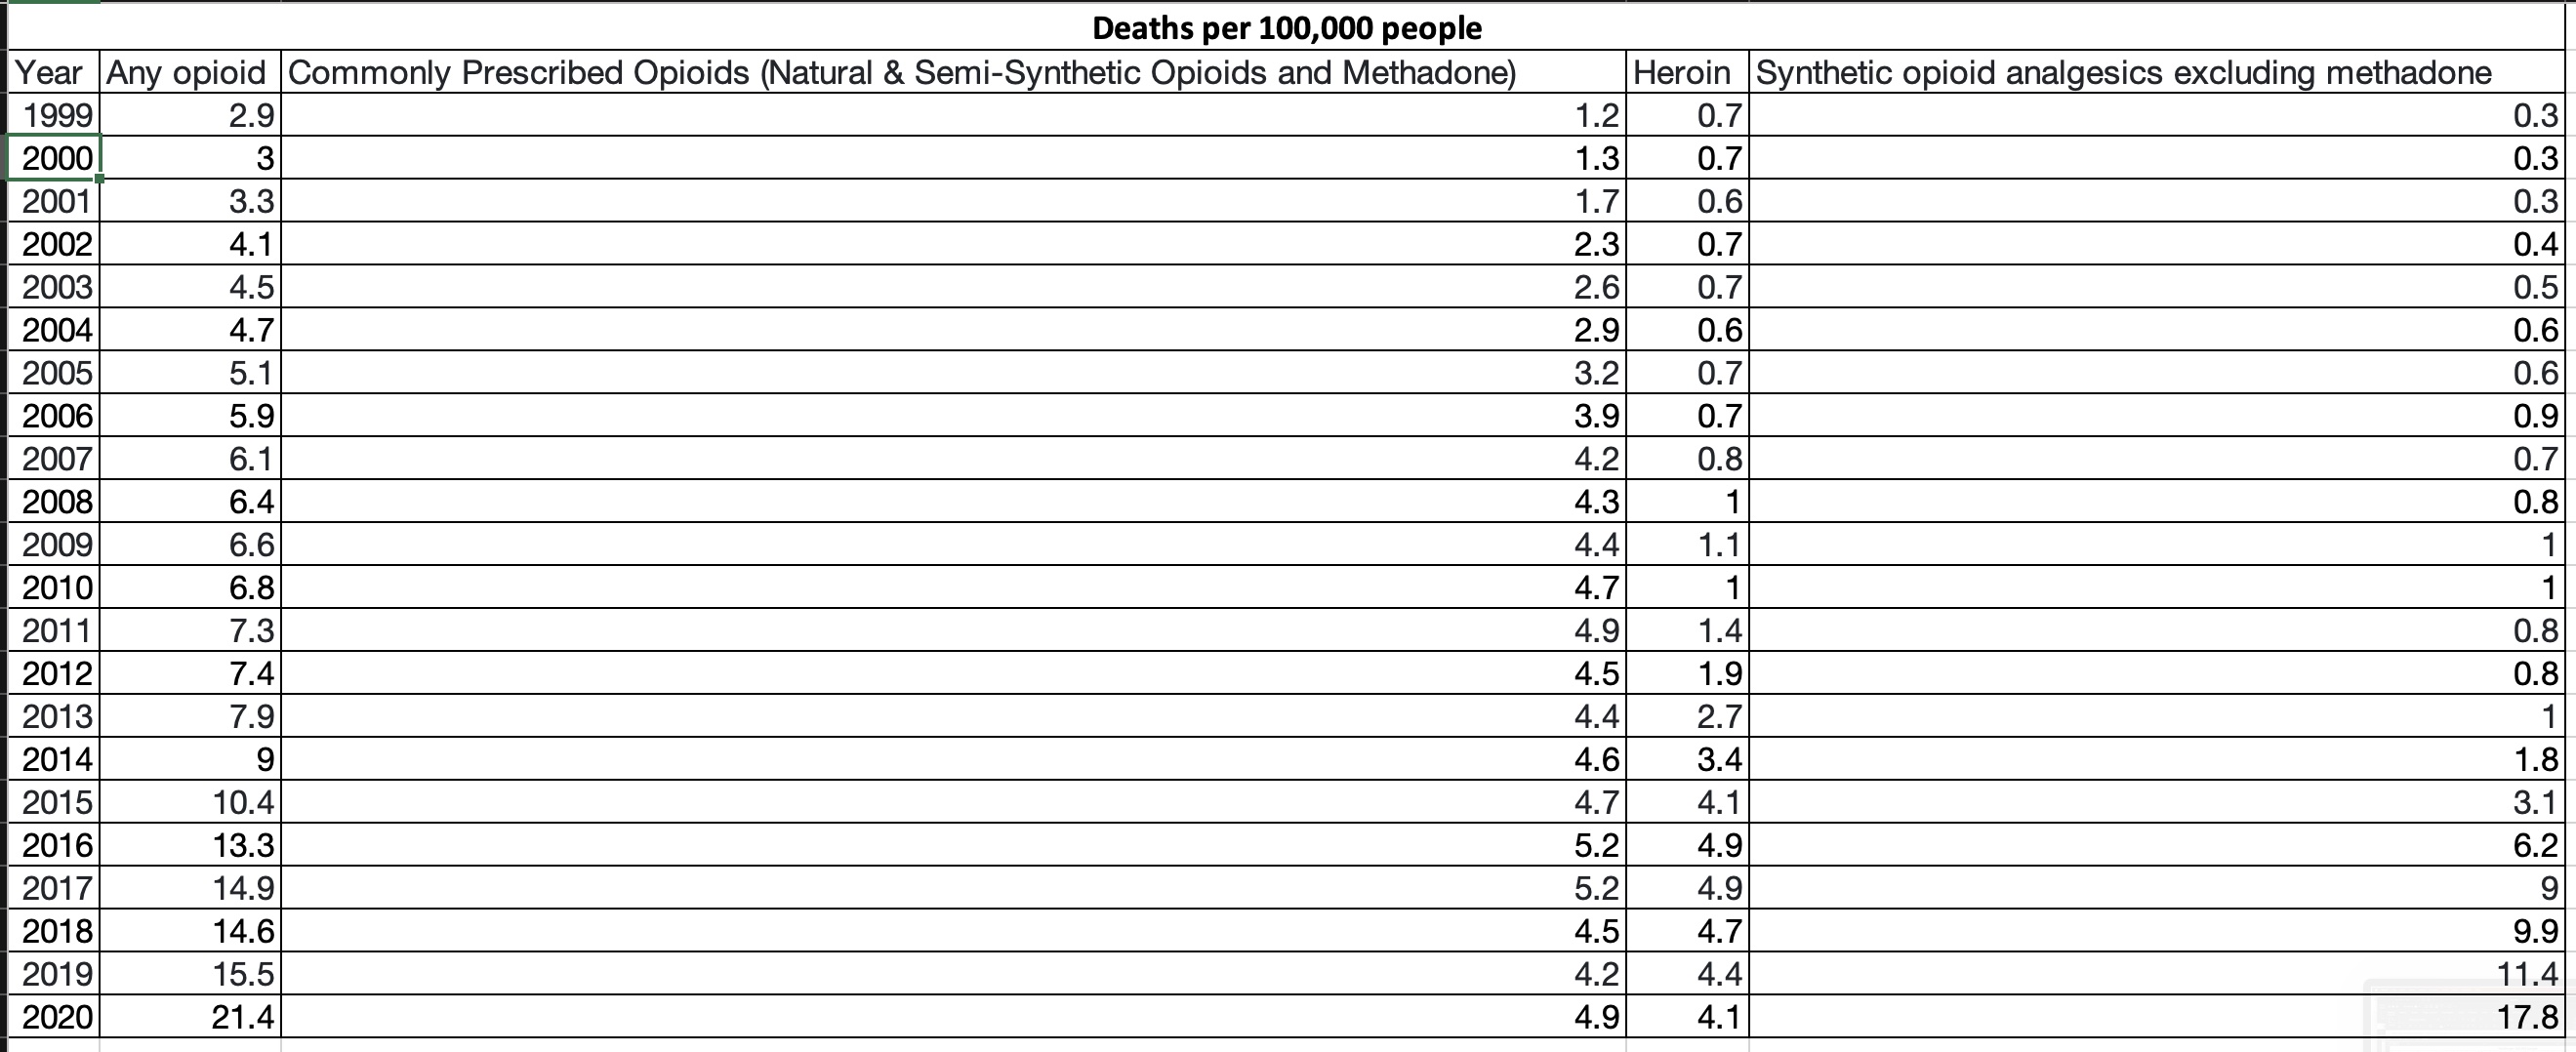 Deaths per 100,000 people
Year Any opioid Commonly Prescribed Opioids (Natural & Semi-Synthetic Opioids and Methadone) Heroin Synthetic opioid analgesics excluding methadone
1999 2.9 1.2 0.7 0.3
2000 3 1.3 0.7 0.3
2001 3.3 1.7 0.6 0.3
2002 4.1 2.3 0.7 0.4
2003 4.5 2.6 0.7 0.5
2004 4.7 2.9 0.6 0.6
2005 5.1 3.2 0.7 0.6
2006 5.9 3.9 0.7 0.9
2007 6.1 4.2 0.8 0.7
2008 6.4 4.3 1 0.8
2009 6.6 4.4 1.1 1
2010 6.8 4.7 1 1
2011 7.3 4.9 1.4 0.8
2012 7.4 4.5 1.9 0.8
2013 7.9 4.4 2.7 1
2014 9 4.6 3.4 1.8
2015 10.4 4.7 4.1 3.1
2016 13.3 5.2 4.9 6.2
2017 14.9 5.2 4.9 9
2018 14.6 4.5 4.7 9.9
2019 15.5 4.2 4.4 11.4
2020 21.4 4.9 4.1 17.8